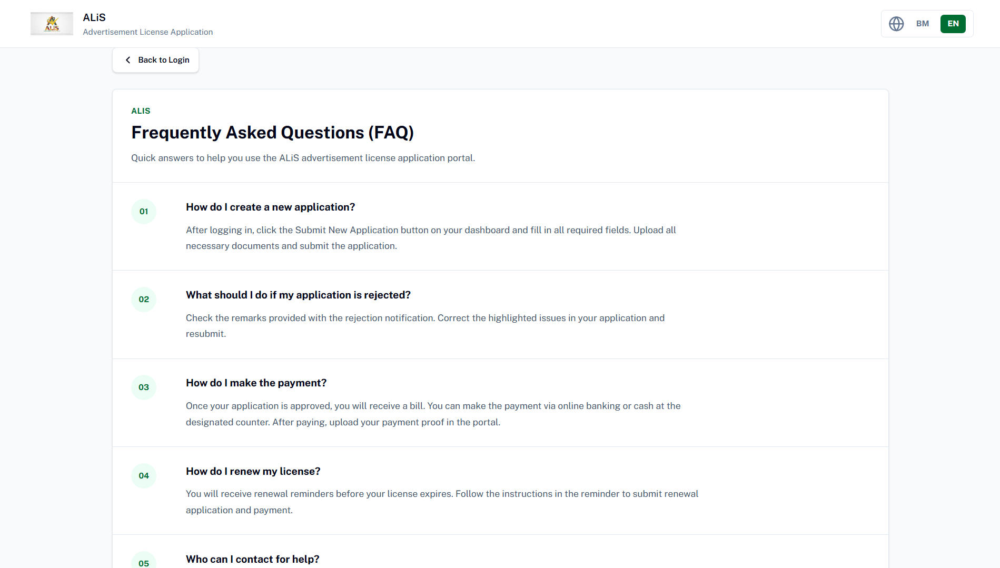 ALiS
ALiS
Advertisement License Application
BM
EN
Back to Login
ALIS
Frequently Asked Questions (FAQ)
Quick answers to help you use the ALiS advertisement license application portal.
01
How do I create a new application?
After logging in, click the Submit New Application button on your dashboard and fill in all required fields. Upload all
necessary documents and submit the application.
02
What should I do if my application is rejected?
Check the remarks provided with the rejection notification. Correct the highlighted issues in your application and
resubmit.
03
How do I make the payment?
Once your application is approved, you will receive a bill. You can make the payment via online banking or cash at the
designated counter. After paying, upload your payment proof in the portal.
04
How do I renew my license?
You will receive renewal reminders before your license expires. Follow the instructions in the reminder to submit renewal
application and payment.
05
Who can I contact for help?